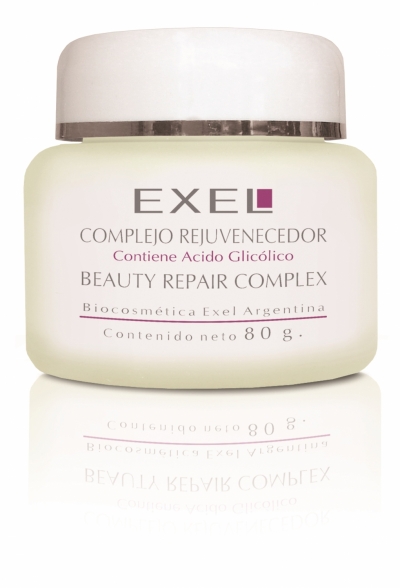 EXEL
COMPLEJO REJUVENECEDOR
Contiene Acido Glicólico
BEAUTY REPAIR COMPLEX
Biocosmética Exel Argentina
Contenido neto 80 g.